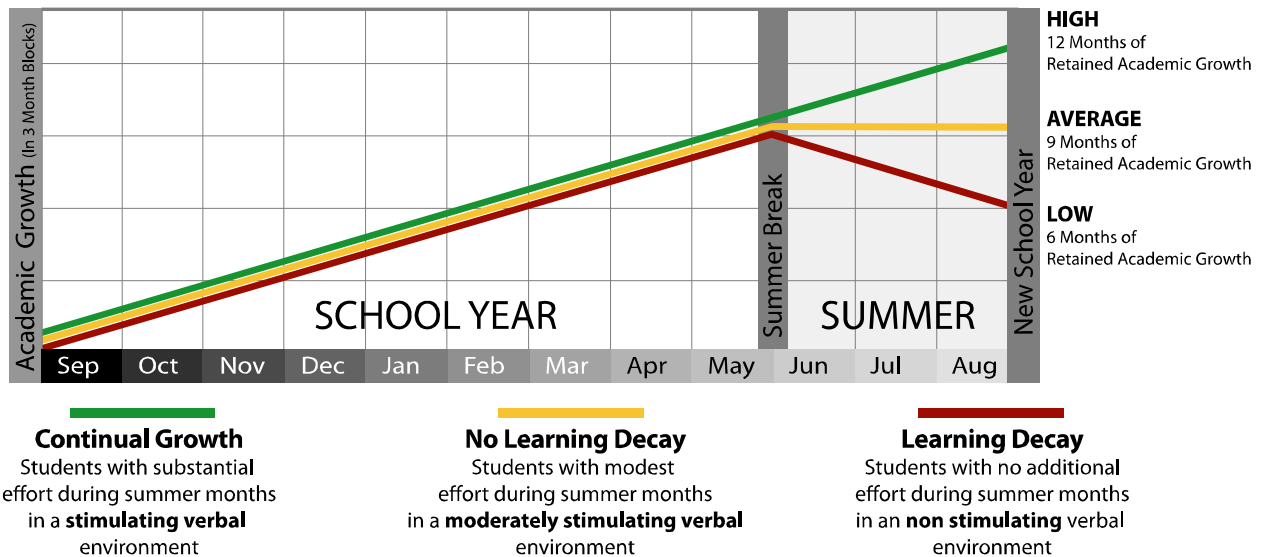 Academic Growth (In 3 Month Blocks)
HIGH
12 Months of
Retained Academic Growth
AVERAGE
9 Months of
Retained Academic Growth
LOW
6 Months of
Retained Academic Growth
Summer Break
New School Year
SCHOOL YEAR
SUMMER
Sep Oct Nov Dec Jan Feb Mar Apr May Jun Jul Aug
Continual Growth
Students with substantial
effort during summer months
in a stimulating verbal
environment
No Learning Decay
Students with modest
effort during summer months
in a moderately stimulating verbal
environment
Learning Decay
Students with no additional
effort during summer months
in an non stimulating verbal
environment